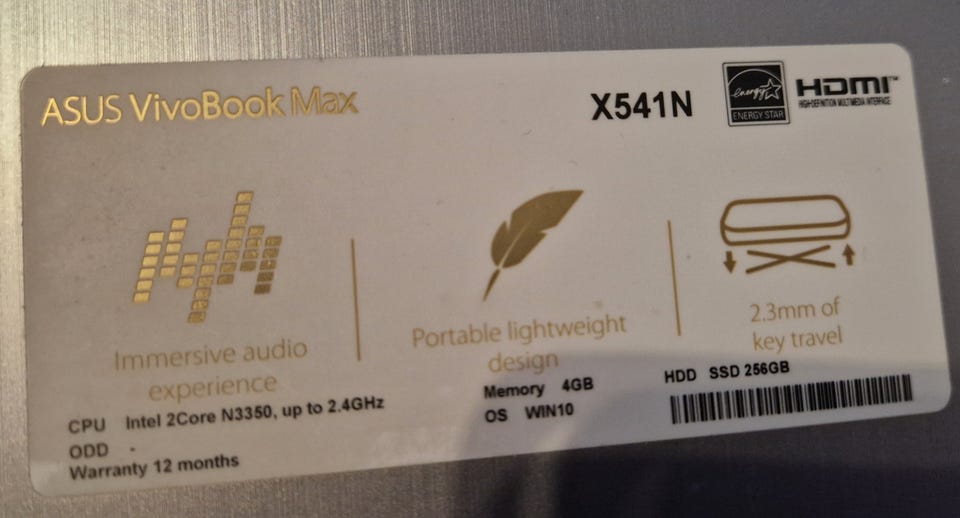 ASUS VivoBook Max
X541N
energy
ENERGY STAR
HDMI™
HIGH-DEFINITION MULTIMEDIA INTERFACE
Immersive audio
experience
Portable lightweight
design
2.3mm of
key travel
CPU Intel 2Core N3350, up to 2.4GHz
ODD -
Warranty 12 months
Memory 4GB
OS WIN10
HDD SSD 256GB